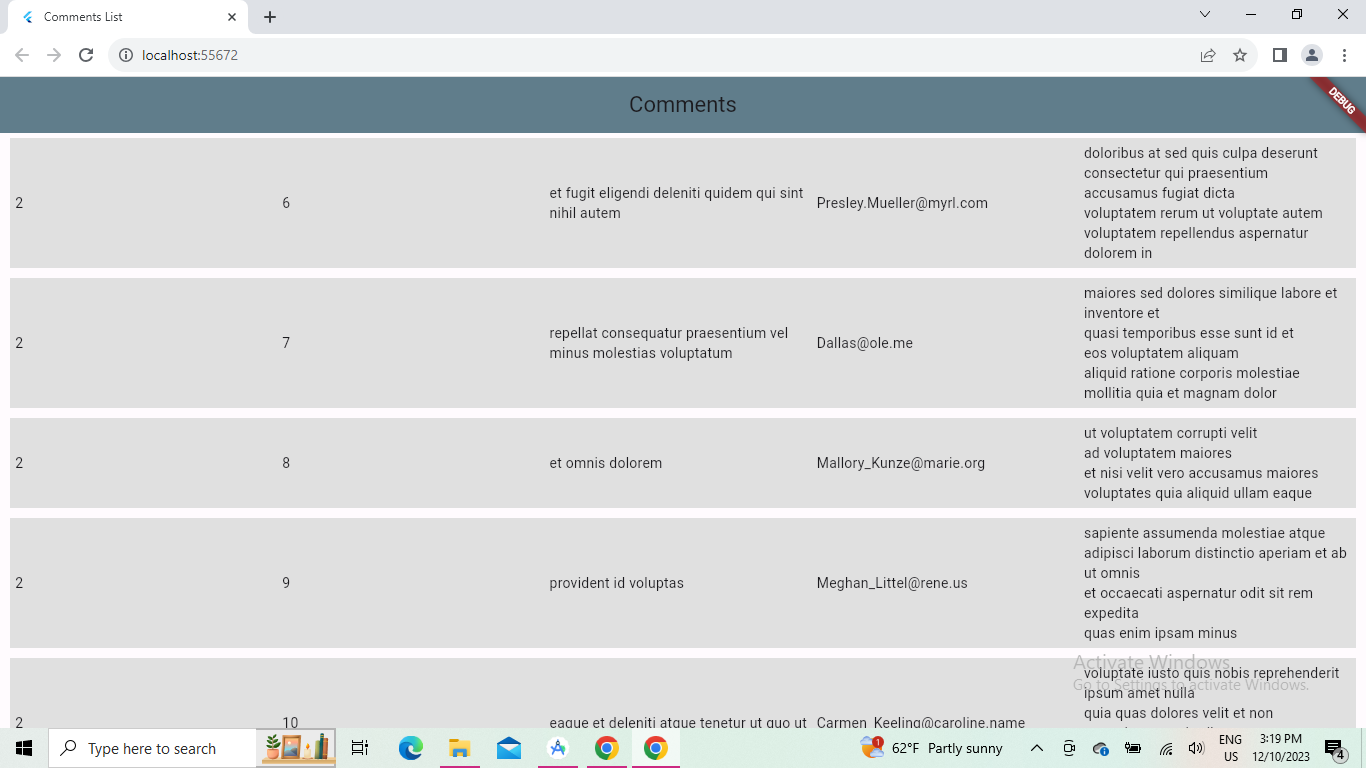 Comments List
localhost:55672
Comments
DEBUG
2
6
et fugit eligendi deleniti quidem qui sint
nihil autem
Presley.Mueller@myrl.com
doloribus at sed quis culpa deserunt
consectetur qui praesentium
accusamus fugiat dicta
voluptatem rerum ut voluptate autem
voluptatem repellendus aspernatur
dolorem in
2
7
repellat consequatur praesentium vel
minus molestias voluptatum
Dallas@ole.me
maiores sed dolores similique labore et
inventore et
quasi temporibus esse sunt id et
eos voluptatem aliquam
aliquid ratione corporis molestiae
mollitia quia et magnam dolor
2
8
et omnis dolorem
Mallory_Kunze@marie.org
ut voluptatem corrupti velit
ad voluptatem maiores
et nisi velit vero accusamus maiores
voluptates quia aliquid ullam eaque
2
9
provident id voluptas
Meghan_Littel@rene.us
sapiente assumenda molestiae atque
adipisci laborum distinctio aperiam et ab
ut omnis
et occaecati aspernatur odit sit rem
expedita
quas enim ipsam minus
2
10
eaque et deleniti atque tenetur ut quo ut
Carmen_Keeling@caroline.name
voluptate iusto quis nobis reprehenderit
ipsum amet nulla
quia quas dolores velit et non
Activate Windows
Go to Settings to activate Windows.
Type here to search
1
62°F Partly sunny
ENG
US
3:19 PM
12/10/2023
4